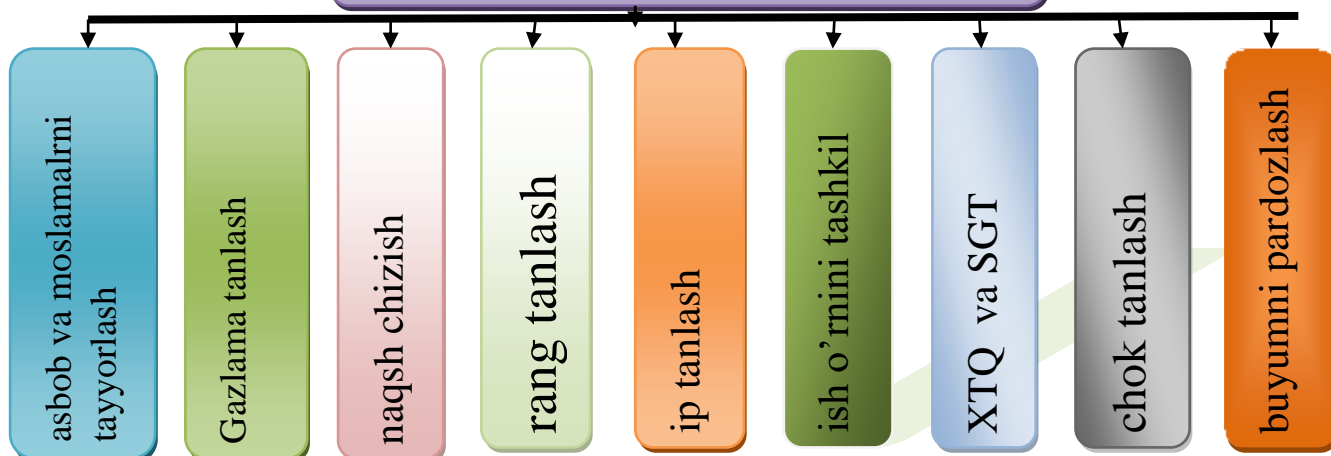 asbob va moslamalrni
tayyorlash
Gazlama tanlash
naqsh chizish
rang tanlash
ip tanlash
ish o’rnini tashkil
XTQ va SGT
chok tanlash
buyumni pardozlash